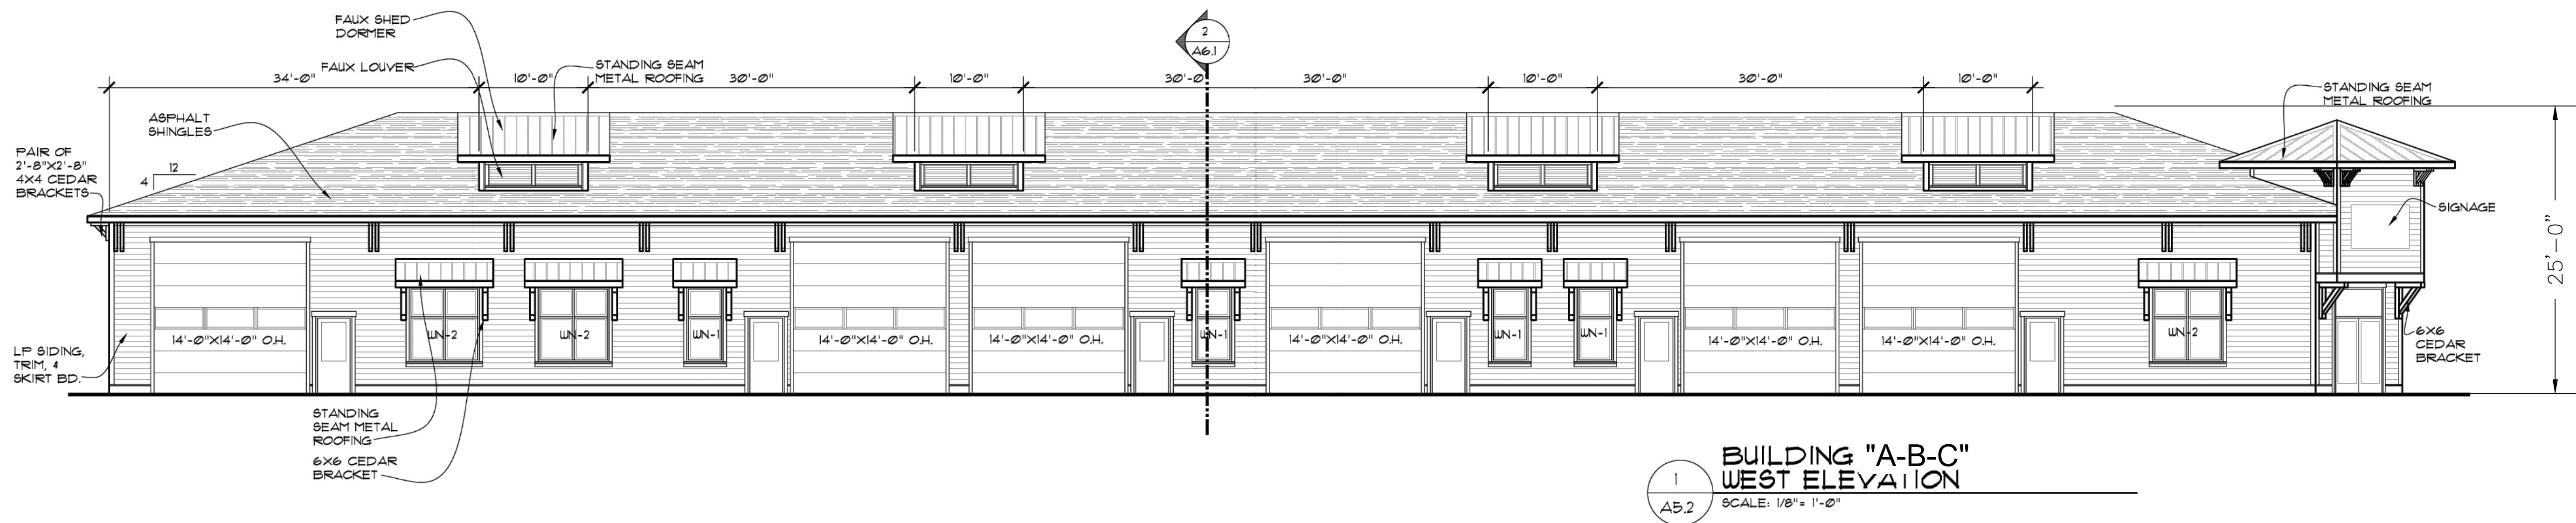 FAUX SHED
DORMER
2
A6.1
FAUX LOUVER
STANDING SEAM
METAL ROOFING
34'-0"
10'-0"
30'-0"
10'-0"
30'-0"
30'-0"
10'-0"
30'-0"
10'-0"
STANDING SEAM
METAL ROOFING
ASPHALT
SHINGLES
PAIR OF
2'-8"X2'-8"
4X4 CEDAR
BRACKETS
12
4
SIGNAGE
25'-0"
WN-2
WN-2
WN-1
WN-1
WN-1
WN-1
WN-2
14'-0"X14'-0" O.H.
14'-0"X14'-0" O.H.
14'-0"X14'-0" O.H.
14'-0"X14'-0" O.H.
14'-0"X14'-0" O.H.
14'-0"X14'-0" O.H.
6X6
CEDAR
BRACKET
LP SIDING,
TRIM, &
SKIRT BD.
STANDING
SEAM METAL
ROOFING
6X6 CEDAR
BRACKET
1
A5.2
BUILDING "A-B-C"
WEST ELEVATION
SCALE: 1/8"= 1'-0"